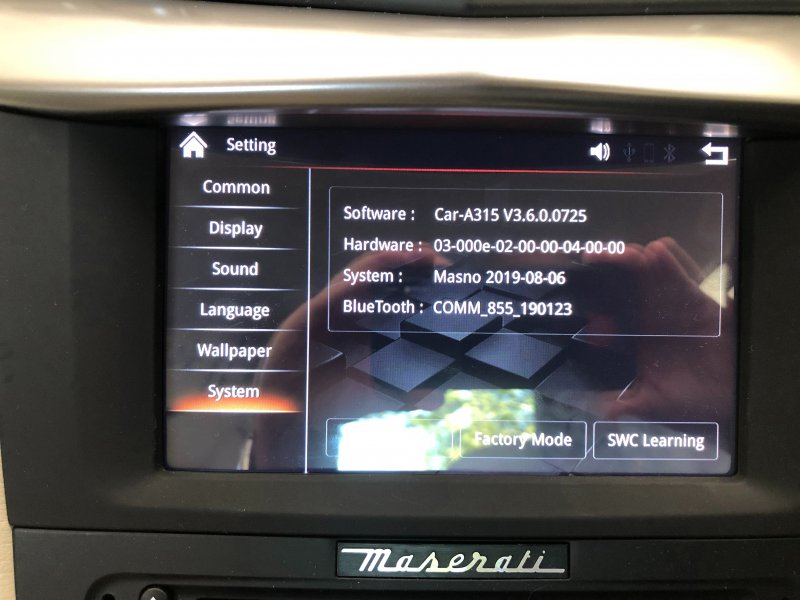 Setting
Common
Display
Sound
Language
Wallpaper
System
Software : Car-A315 V3.6.0.0725
Hardware : 03-000e-02-00-00-04-00-00
System : Masno 2019-08-06
BlueTooth : COMM_855_190123
Factory Mode
SWC Learning
Maserati